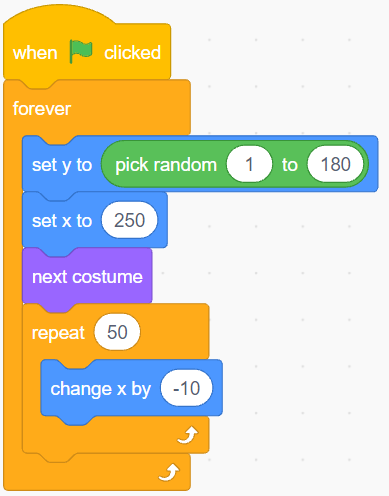 when clicked
forever
set y to pick random 1 to 180
set x to 250
next costume
repeat 50
change x by -10